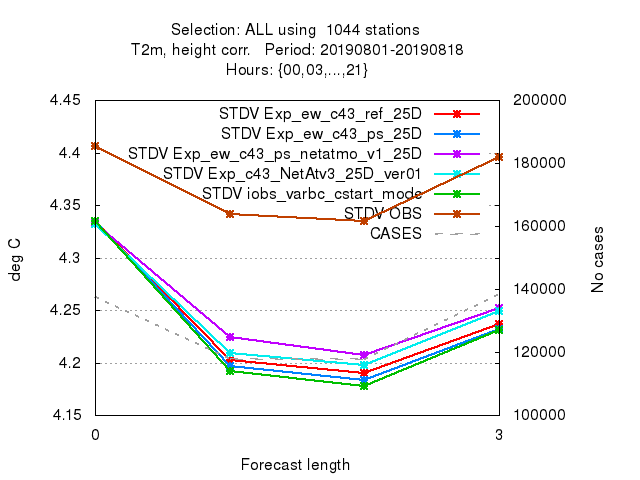 Selection: ALL using  1044 stations
T2m, height corr.   Period: 20190801-20190818
Hours: {00,03,...,21}
4.45
4.4
4.35
4.3
4.25
4.2
4.15
200000
180000
160000
140000
120000
100000
deg C
No cases
STDV Exp_ew_c43_ref_25D
STDV Exp_ew_c43_ps_25D
STDV Exp_ew_c43_ps_netatmo_v1_25D
STDV Exp_c43_NetAtv3_25D_ver01
STDV iobs_varbc_cstart_mode
STDV OBS
CASES
0
3
Forecast length